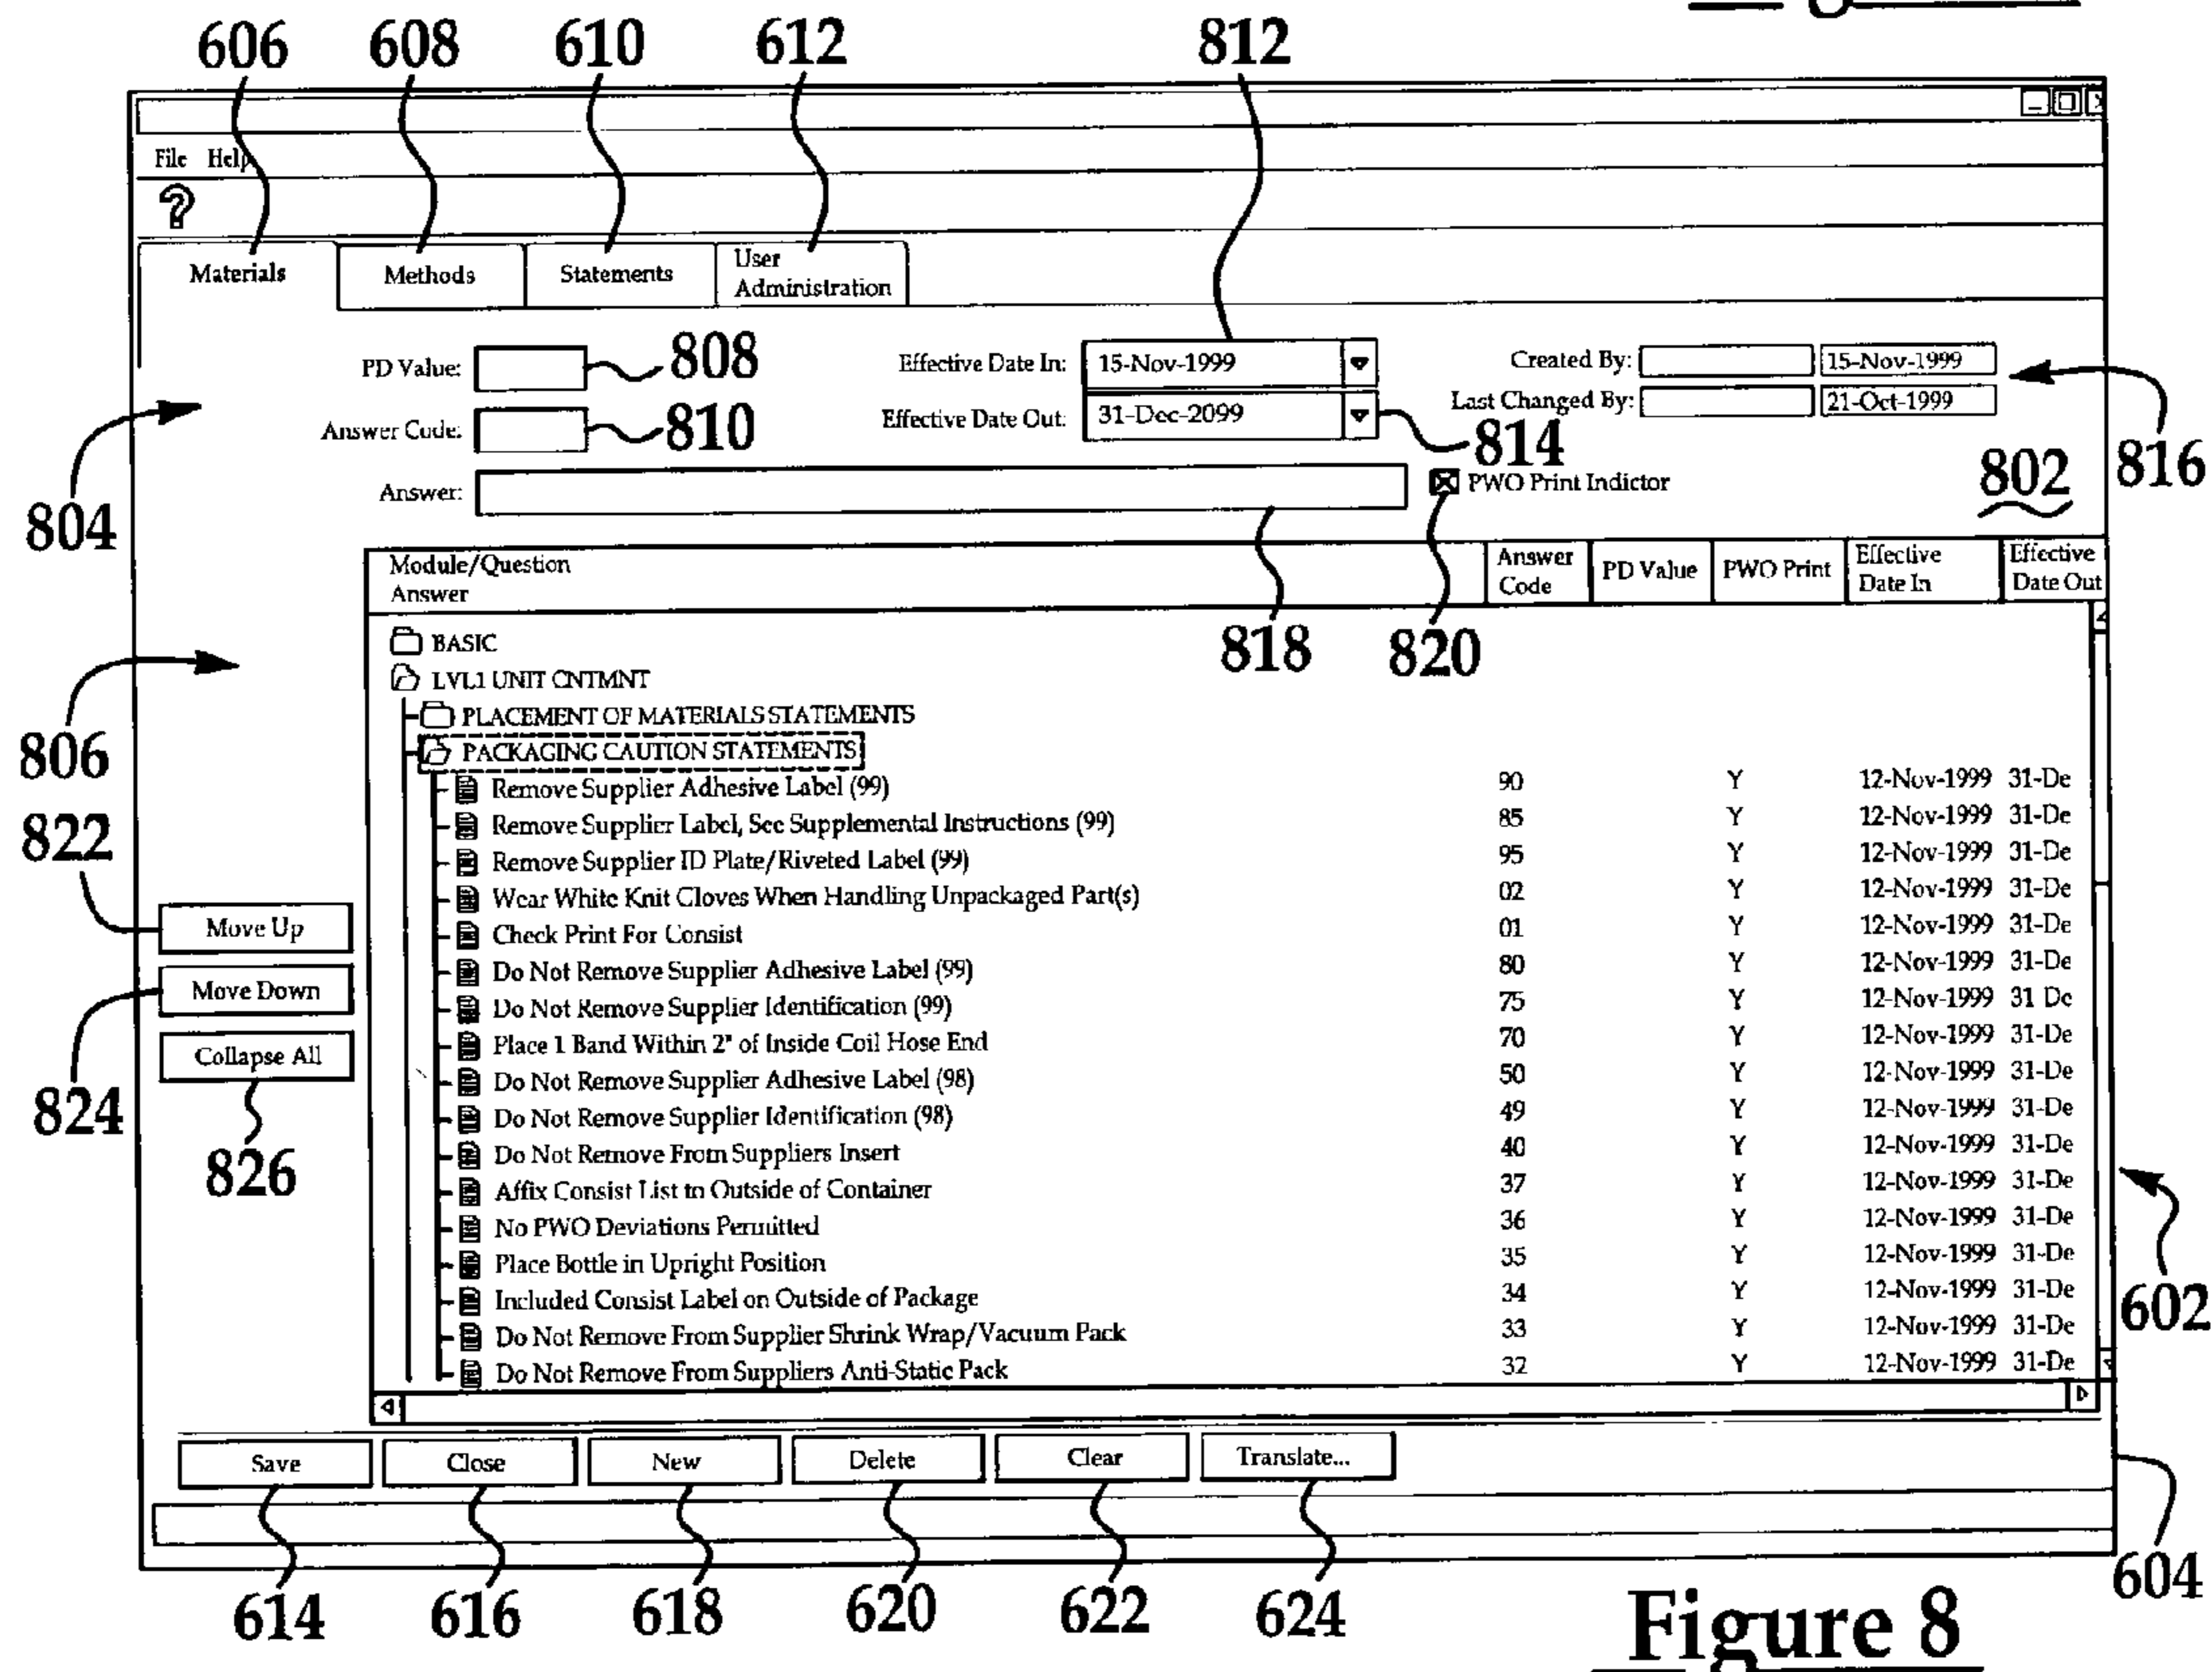 606 608 610 612 812
File Help
?
Materials Methods Statements User Administration
PD Value: 808 Effective Date In: 15-Nov-1999 Created By: 15-Nov-1999
Answer Code: 810 Effective Date Out: 31-Dec-2099 814 Last Changed By: 21-Oct-1999 816
804 Answer: PWO Print Indictor 802
Module/Question Answer Answer Code PD Value PWO Print Effective Date In Effective Date Out
818 820
BASIC
LVL1 UNIT CNTMNT
PLACEMENT OF MATERIALS STATEMENTS
806 PACKAGING CAUTION STATEMENTS
Remove Supplier Adhesive Label (99) 90 Y 12-Nov-1999 31-De
822 Remove Supplier Label, See Supplemental Instructions (99) 85 Y 12-Nov-1999 31-De
Remove Supplier ID Plate/Riveted Label (99) 95 Y 12-Nov-1999 31-De
Wear White Knit Gloves When Handling Unpackaged Part(s) 02 Y 12-Nov-1999 31-De
Move Up Check Print For Consist 01 Y 12-Nov-1999 31-De
Do Not Remove Supplier Adhesive Label (99) 80 Y 12-Nov-1999 31-De
Move Down Do Not Remove Supplier Identification (99) 75 Y 12-Nov-1999 31 De
Collapse All Place 1 Band Within 2" of Inside Coil Hose End 70 Y 12-Nov-1999 31-De
Do Not Remove Supplier Adhesive Label (98) 50 Y 12-Nov-1999 31-De
824 Do Not Remove Supplier Identification (98) 49 Y 12-Nov-1999 31-De
Do Not Remove From Suppliers Insert 40 Y 12-Nov-1999 31-De
826 Affix Consist List to Outside of Container 37 Y 12-Nov-1999 31-De
No PWO Deviations Permitted 36 Y 12-Nov-1999 31-De
Place Bottle in Upright Position 35 Y 12-Nov-1999 31-De
Included Consist Label on Outside of Package 34 Y 12-Nov-1999 31-De
602
Do Not Remove From Supplier Shrink Wrap/Vacuum Pack 33 Y 12-Nov-1999 31-De
Do Not Remove From Suppliers Anti-Static Pack 32 Y 12-Nov-1999 31-De
Save Close New Delete Clear Translate...
604
614 616 618 620 622 624
Figure 8